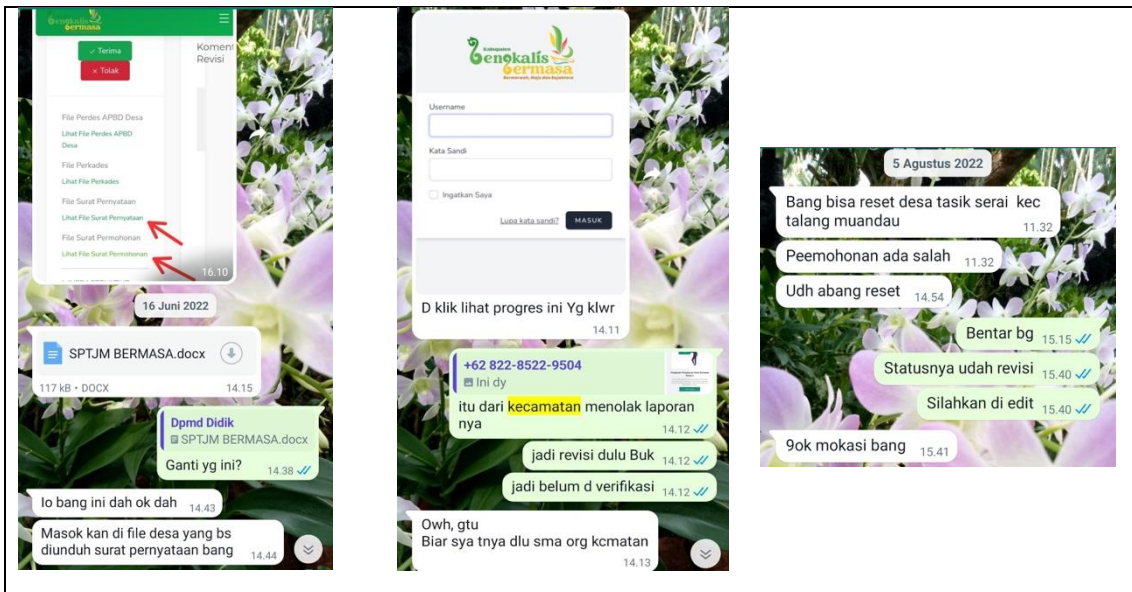 Bengkalis
Bermasa
✓ Terima
× Tolak
Koment
Revisi
File Perdes APBD Desa
Lihat File Perdes APBD
Desa
File Perkades
Lihat File Perkades
File Surat Pernyataan
Lihat File Surat Pernyataan
File Surat Permohonan
Lihat File Surat Permohonan
16.10
16 Juni 2022
SPTJM BERMASA.docx
117 kB • DOCX 14.15
Dpmd Didik
SPTJM BERMASA.docx
Ganti yg ini? 14.38
Io bang ini dah ok dah 14.43
Masok kan di file desa yang bs
diunduh surat pernyataan bang 14.44
Kabupaten
Bengkalis
Bermasa
Bermarwah, Maju dan Sejahtera
Username
Kata Sandi
Ingatkan Saya
Lupa kata sandi? MASUK
D klik lihat progres ini Yg klwr
14.11
+62 822-8522-9504
Ini dy
itu dari kecamatan menolak laporan
nya 14.12
jadi revisi dulu Buk 14.12
jadi belum d verifikasi 14.12
Owh, gtu
Biar sya tnya dlu sma org kcmatan
14.13
5 Agustus 2022
Bang bisa reset desa tasik serai kec
talang muandau 11.32
Peemohonan ada salah 11.32
Udh abang reset 14.54
Bentar bg 15.15
Statusnya udah revisi 15.40
Silahkan di edit 15.40
9ok mokasi bang 15.41